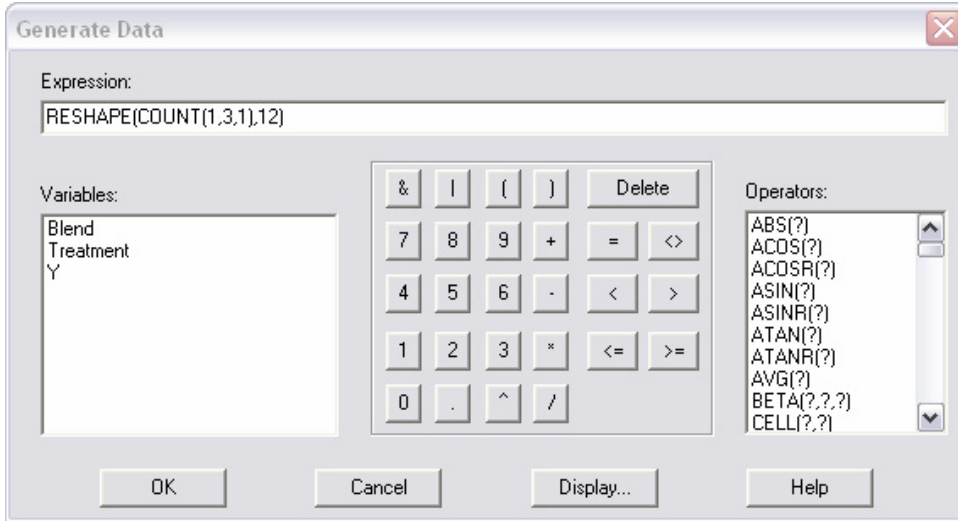 Generate Data
Expression:
RESHAPE(COUNT(1,3,1),12)
Variables:
Blend
Treatment
Y
& | ( ) Delete
7 8 9 + = <>
4 5 6 - < >
1 2 3 * <= >=
0 . ^ /
Operators:
ABS(?)
ACOS(?)
ACOSR(?)
ASIN(?)
ASINR(?)
ATAN(?)
ATANR(?)
AVG(?)
BETA(?,?,?)
CELL(?,?)
OK Cancel Display... Help